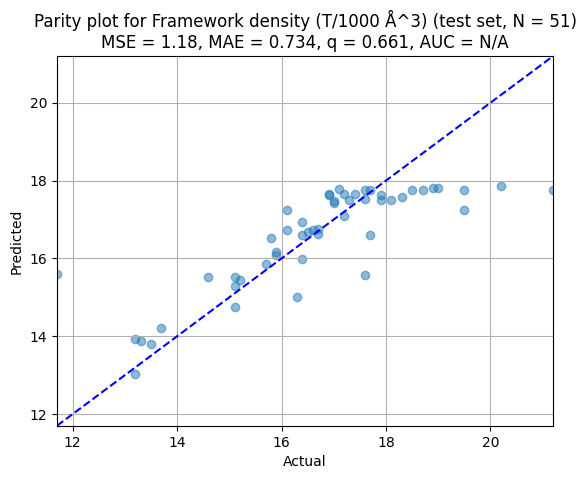 Parity plot for Framework density (T/1000 Å^3) (test set, N = 51)
MSE = 1.18, MAE = 0.734, q = 0.661, AUC = N/A
20
18
16
14
12
Predicted
12 14 16 18 20
Actual